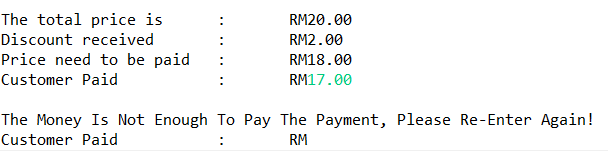 The total price is : RM20.00
Discount received : RM2.00
Price need to be paid : RM18.00
Customer Paid : RM17.00
The Money Is Not Enough To Pay The Payment, Please Re-Enter Again!
Customer Paid : RM